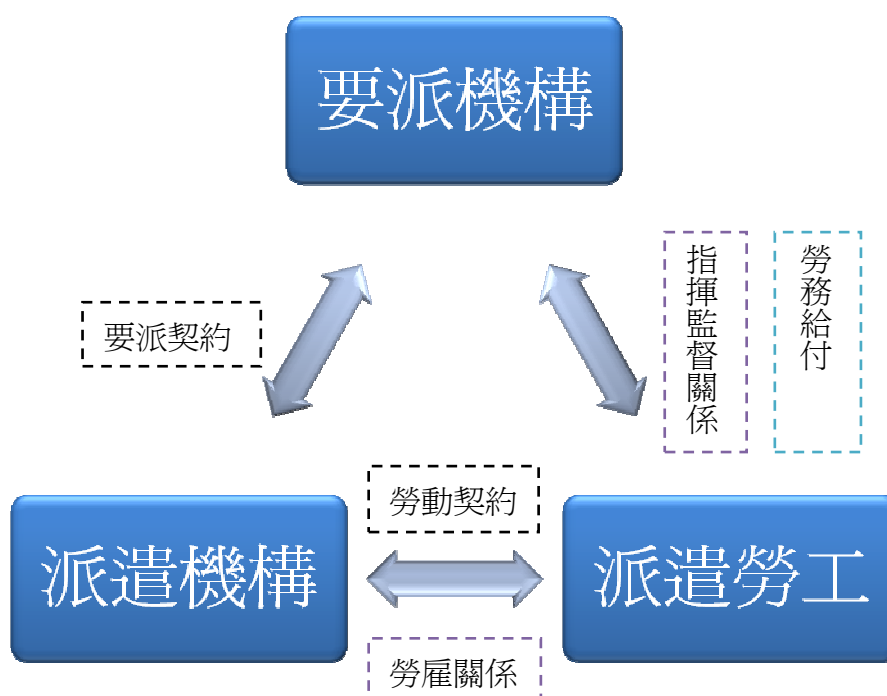 要派機構
要派契約
指揮監督關係
勞務給付
勞動契約
派遣機構
派遣勞工
勞雇關係